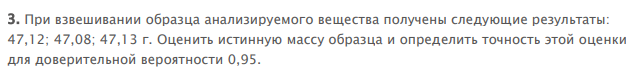 3. При взвешивании образца анализируемого вещества получены следующие результаты:
47,12; 47,08; 47,13 г. Оценить истинную массу образца и определить точность этой оценки
для доверительной вероятности 0,95.